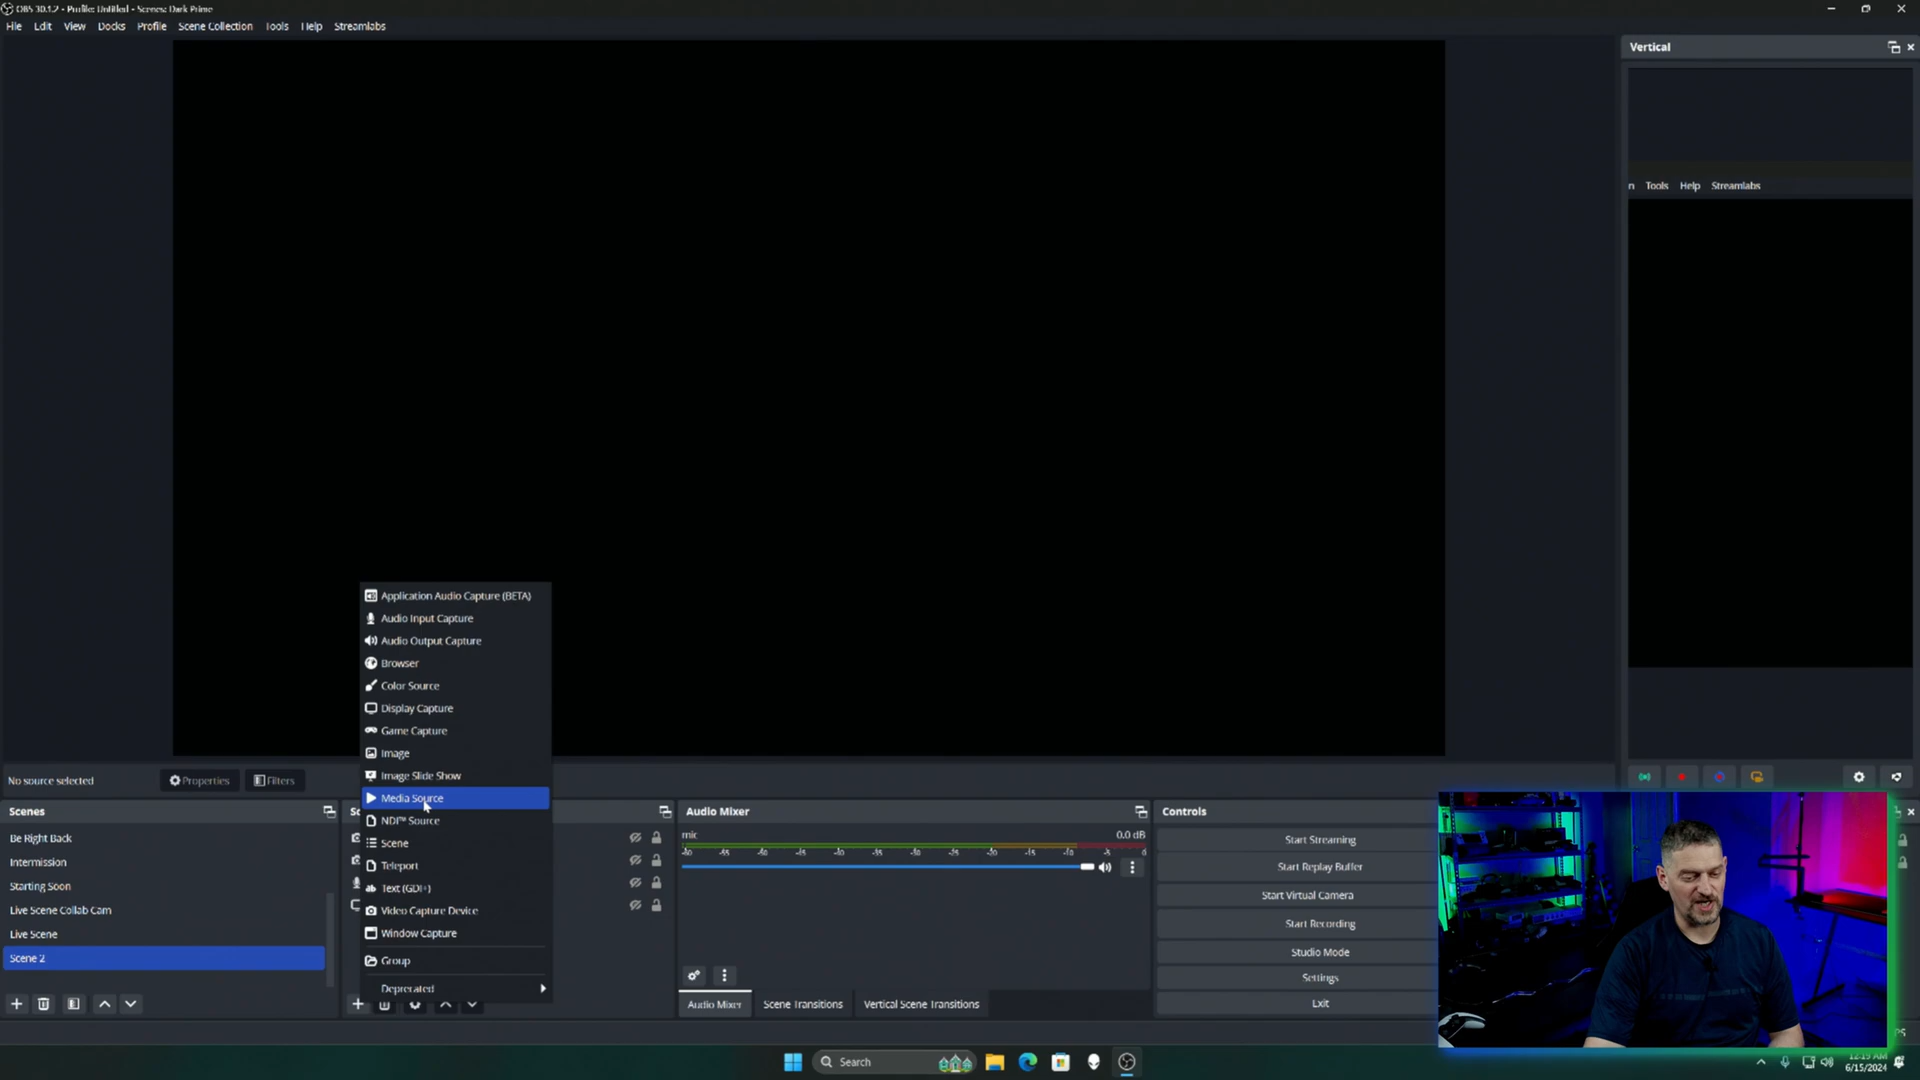 OBS 30.1.2 - Profile: Untitled - Scenes: Dark Prime
File Edit View Docks Profile Scene Collection Tools Help Streamlabs
Vertical
n Tools Help Streamlabs
Application Audio Capture (BETA)
Audio Input Capture
Audio Output Capture
Browser
Color Source
Display Capture
Game Capture
Image
Image Slide Show
Media Source
NDI™ Source
Scene
Teleport
Text (GDI+)
Video Capture Device
Window Capture
Group
Deprecated
No source selected Properties Filters
Scenes
Be Right Back
Intermission
Starting Soon
Live Scene Collab Cam
Live Scene
Scene 2
Audio Mixer
mic 0.0 dB
Audio Mixer Scene Transitions Vertical Scene Transitions
Controls
Start Streaming
Start Replay Buffer
Start Virtual Camera
Start Recording
Studio Mode
Settings
Exit
Search
12:15 AM
6/15/2024